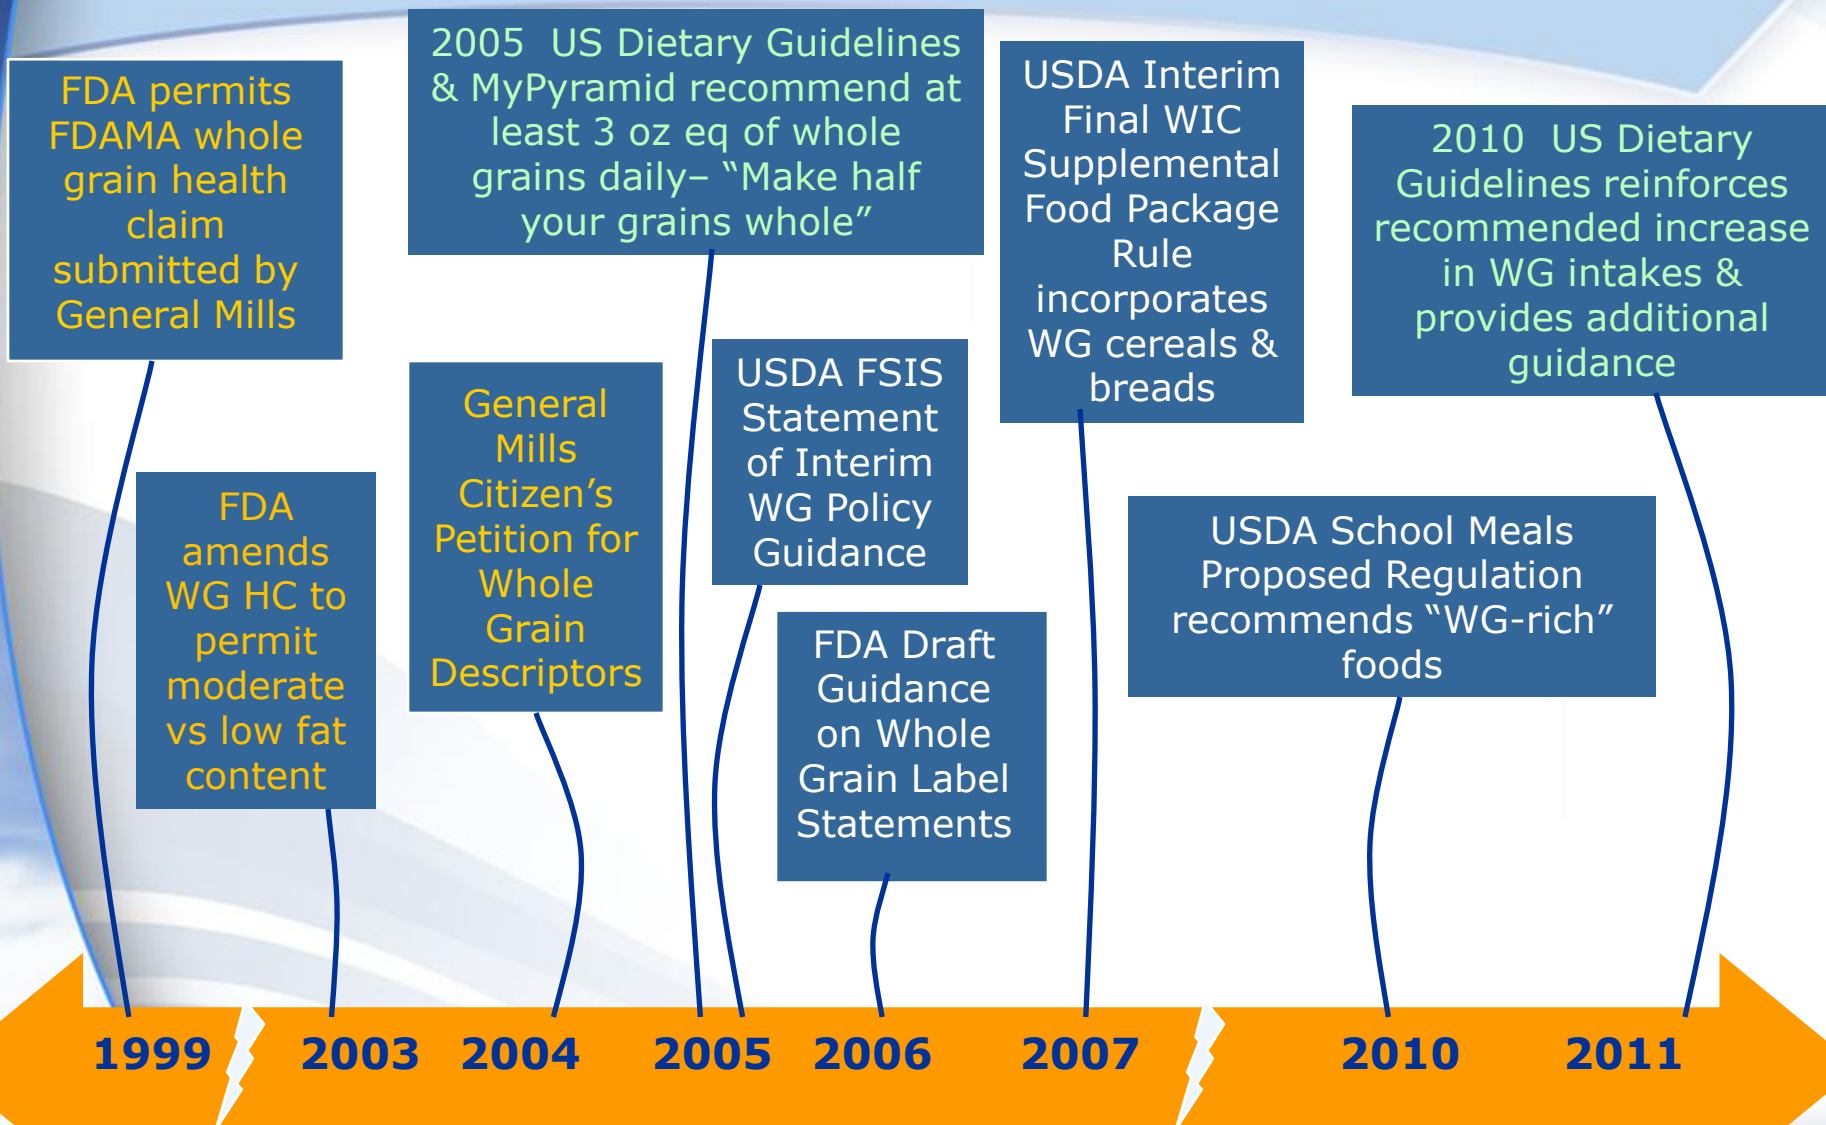 FDA permits
FDAMA whole
grain health
claim
submitted by
General Mills
FDA
amends
WG HC to
permit
moderate
vs low fat
content
2005  US Dietary Guidelines
& MyPyramid recommend at
least 3 oz eq of whole
grains daily– “Make half
your grains whole”
General
Mills
Citizen’s
Petition for
Whole
Grain
Descriptors
USDA FSIS
Statement
of Interim
WG Policy
Guidance
FDA Draft
Guidance
on Whole
Grain Label
Statements
USDA Interim
Final WIC
Supplemental
Food Package
Rule
incorporates
WG cereals &
breads
USDA School Meals
Proposed Regulation
recommends “WG-rich”
foods
2010  US Dietary
Guidelines reinforces
recommended increase
in WG intakes &
provides additional
guidance
1999 2003 2004 2005 2006 2007 2010 2011